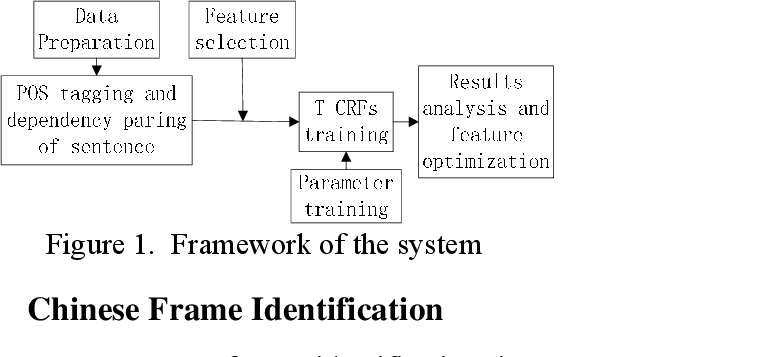 Data
Preparation
Feature
selection
POS tagging and
dependency paring
of sentence
T CRFs
training
Results
analysis and
feature
optimization
Parameter
training
Figure 1. Framework of the system
Chinese Frame Identification